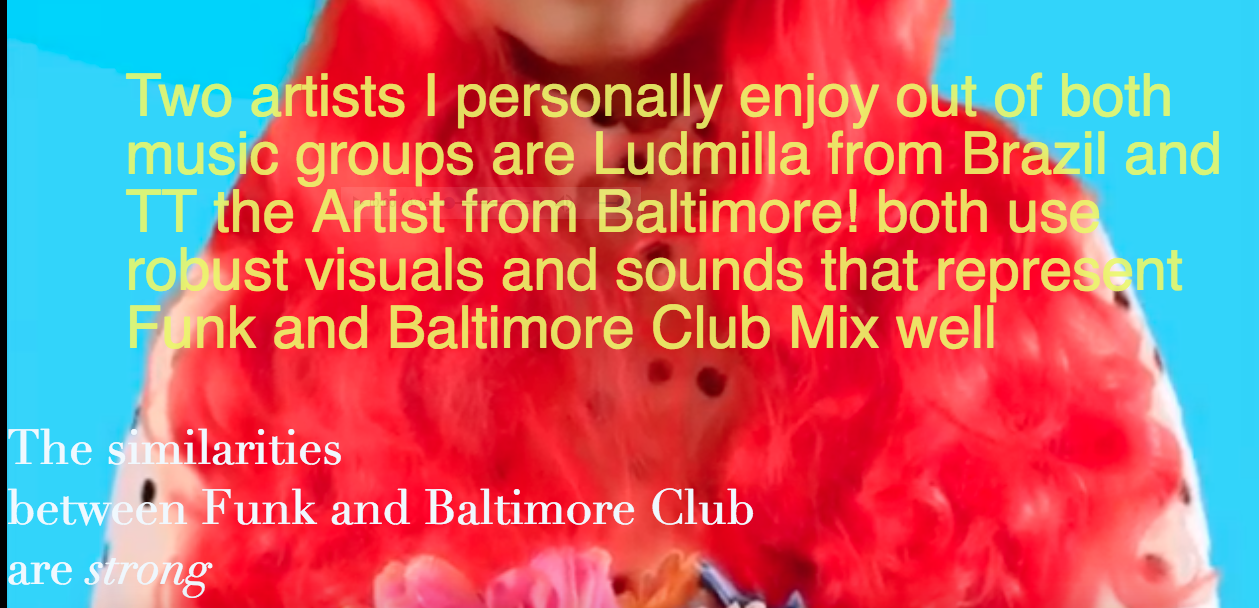 Two artists I personally enjoy out of both
music groups are Ludmilla from Brazil and
TT the Artist from Baltimore! both use
robust visuals and sounds that represent
Funk and Baltimore Club Mix well
The similarities
between Funk and Baltimore Club
are strong